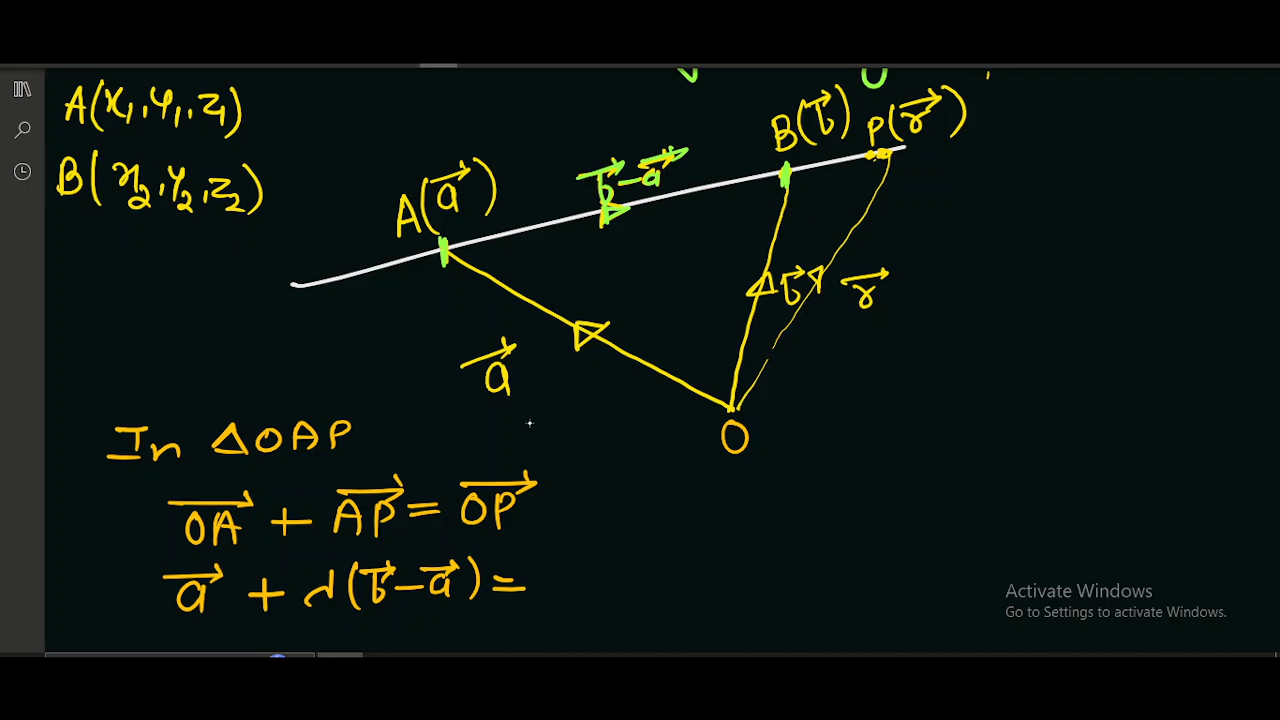 A(x₁,y₁,z₁)
B(x₂,y₂,z₂)
A(a⃗)
b⃗-a⃗
B(b⃗)
P(r⃗)
a⃗
b⃗
r⃗
O
In ΔOAP
OA⃗ + AP⃗ = OP⃗
a⃗ + λ(b⃗-a⃗) =
Activate Windows
Go to Settings to activate Windows.